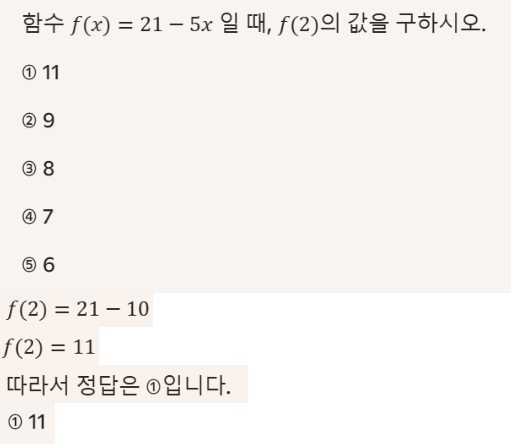 함수 f(x) = 21 − 5x 일 때, f(2)의 값을 구하시오.
① 11
② 9
③ 8
④ 7
⑤ 6
f(2) = 21 − 10
f(2) = 11
따라서 정답은 ①입니다.
① 11